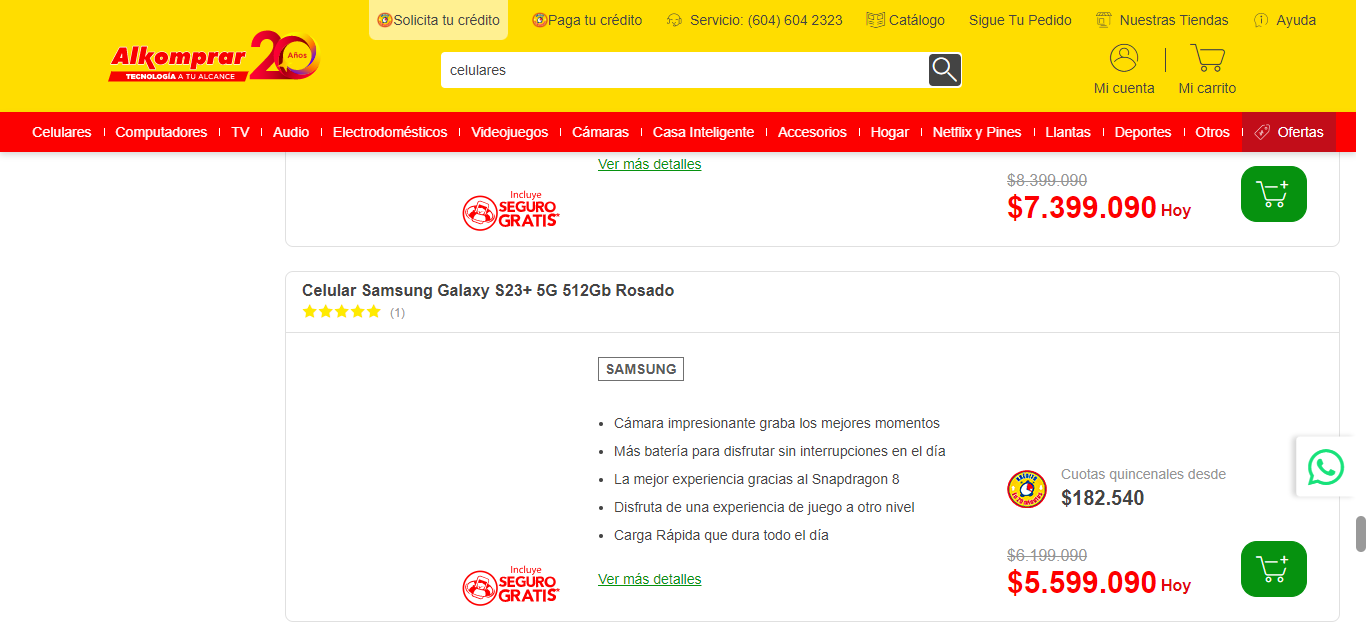 Solicita tu crédito
Paga tu crédito
Servicio: (604) 604 2323
Catálogo
Sigue Tu Pedido
Nuestras Tiendas
Ayuda
Alkomprar 20 Años
TECNOLOGÍA A TU ALCANCE
celulares
Mi cuenta
Mi carrito
Celulares
Computadores
TV
Audio
Electrodomésticos
Videojuegos
Cámaras
Casa Inteligente
Accesorios
Hogar
Netflix y Pines
Llantas
Deportes
Otros
Ofertas
Ver más detalles
Incluye
SEGURO
GRATIS*
$8.399.090
$7.399.090 Hoy
Celular Samsung Galaxy S23+ 5G 512Gb Rosado
(1)
SAMSUNG
Cámara impresionante graba los mejores momentos
Más batería para disfrutar sin interrupciones en el día
La mejor experiencia gracias al Snapdragon 8
Disfruta de una experiencia de juego a otro nivel
Carga Rápida que dura todo el día
Ver más detalles
Incluye
SEGURO
GRATIS*
Cuotas quincenales desde
$182.540
$6.199.090
$5.599.090 Hoy